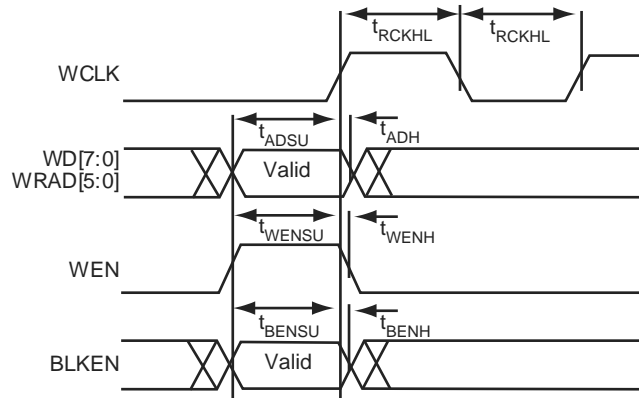 tRCKHL tRCKHL
WCLK
tADSU tADH
WD[7:0]
WRAD[5:0]
Valid
tWENSU tWENH
WEN
tBENSU tBENH
BLKEN
Valid